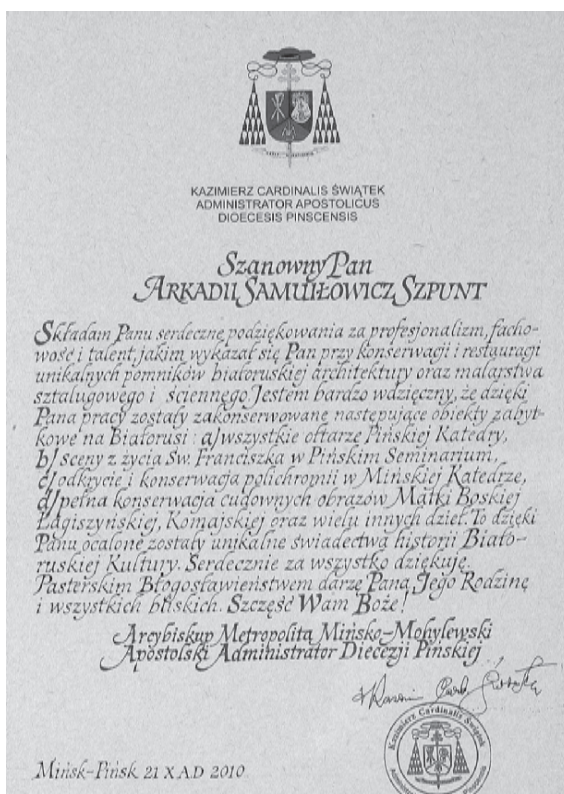 KAZIMIERZ CARDINALIS ŚWIĄTEK
ADMINISTRATOR APOSTOLICUS
DIOECESIS PINSCENSIS
Szanowny Pan
ARKADIJ SAMUIŁOWICZ SZPUNT
Składam Panu serdeczne podziękowania za profesjonalizm, facho-
wość i talent, jakim wykazał się Pan przy konserwacji i restauracji
unikalnych pomników białoruskiej architektury oraz malarstwa
sztalugowego i ściennego. Jestem bardzo wdzięczny, że dzięki
Pana pracy zostały zakonserwowane następujące obiekty zabyt-
kowe na Białorusi: a/ wszystkie ołtarze Pińskiej Katedry,
b/ sceny z życia Św. Franciszka w Pińskim Seminarium,
c/ odkrycie i konserwacja polichromii w Mińskiej Katedrze,
d/ pełna konserwacja cudownych obrazów Matki Boskiej
Łagiszyńskiej, Komajskiej oraz wielu innych dzieł. To dzięki
Panu ocalone zostały unikalne świadectwa historii Biało-
ruskiej Kultury. Serdecznie za wszystko dziękuję.
Pasterskim Błogosławieństwem darzę Pana, Jego Rodzinę
i wszystkich bliskich. Szczęść Wam Boże!
Arcybiskup Metropolita Mińsko-Mohylewski
Apostolski Administrator Diecezji Pińskiej
Kazimierz Cardinalis Świątek
Mińsk-Pińsk 21 X A.D 2010